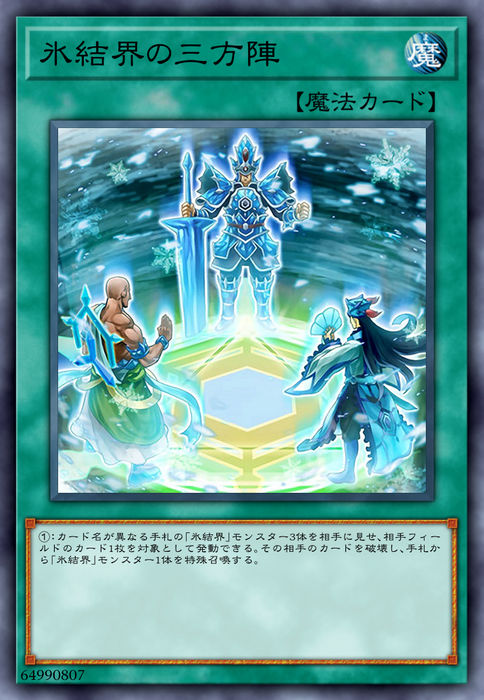 氷結界の三方陣
魔
【魔法カード】
①:カード名が異なる手札の「氷結界」モンスター3体を相手に見せ、相手フィー
ルドのカード1枚を対象として発動できる。その相手のカードを破壊し、手札か
ら「氷結界」モンスター1体を特殊召喚する。
64990807